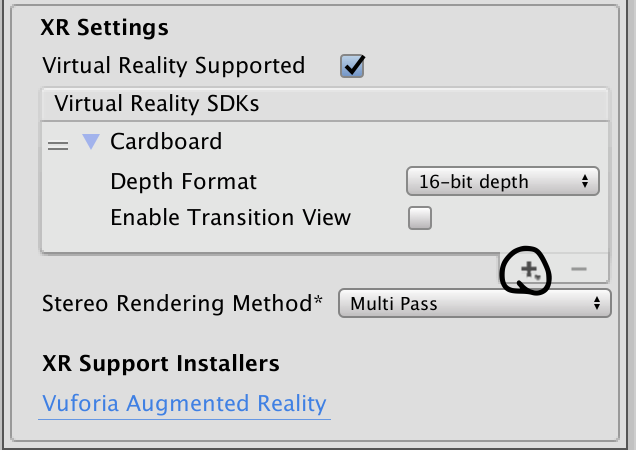 XR Settings
Virtual Reality Supported
Virtual Reality SDKs
Cardboard
Depth Format 16-bit depth
Enable Transition View
Stereo Rendering Method* Multi Pass
XR Support Installers
Vuforia Augmented Reality